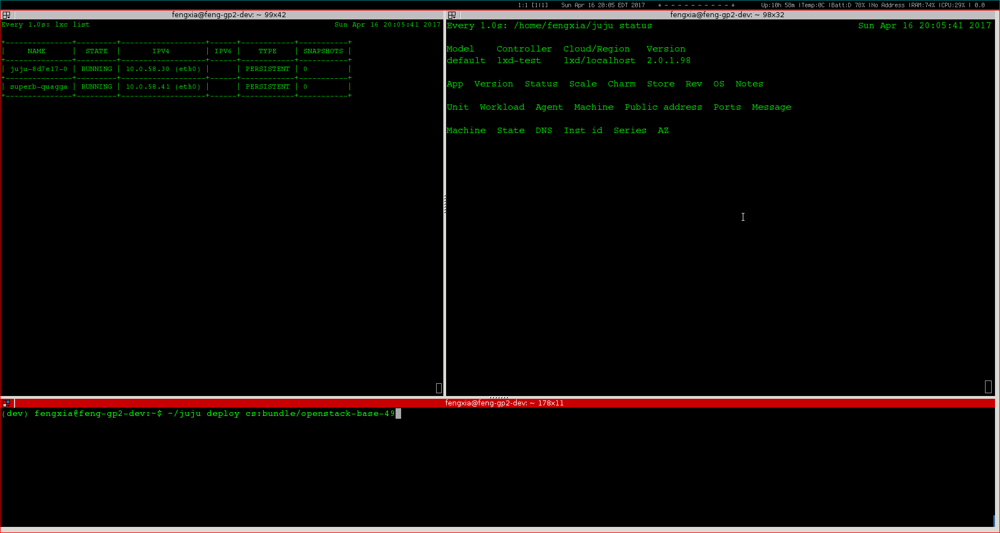 1:1 [1|1] Sun Apr 16 20:05 EDT 2017 * - - - - - - - - - - - * Up:10h 58m |Temp:0C |Batt:D 78% |No Address |RAM:74% |CPU:29% | 0.0
fengxia@feng-gp2-dev: ~ 99x42
Every 1.0s: lxc list Sun Apr 16 20:05:41 2017
+---------------+---------+-------------------+------+------------+-----------+
| NAME | STATE | IPV4 | IPV6 | TYPE | SNAPSHOTS |
+---------------+---------+-------------------+------+------------+-----------+
| juju-8d7e17-0 | RUNNING | 10.0.58.30 (eth0) | | PERSISTENT | 0 |
+---------------+---------+-------------------+------+------------+-----------+
| superb-quagga | RUNNING | 10.0.58.41 (eth0) | | PERSISTENT | 0 |
+---------------+---------+-------------------+------+------------+-----------+
fengxia@feng-gp2-dev: ~ 98x32
Every 1.0s: /home/fengxia/juju status Sun Apr 16 20:05:41 2017
Model Controller Cloud/Region Version
default lxd-test lxd/localhost 2.0.1.98
App Version Status Scale Charm Store Rev OS Notes
Unit Workload Agent Machine Public address Ports Message
Machine State DNS Inst id Series AZ
fengxia@feng-gp2-dev: ~ 178x11
(dev) fengxia@feng-gp2-dev:~$ ~/juju deploy cs:bundle/openstack-base-49